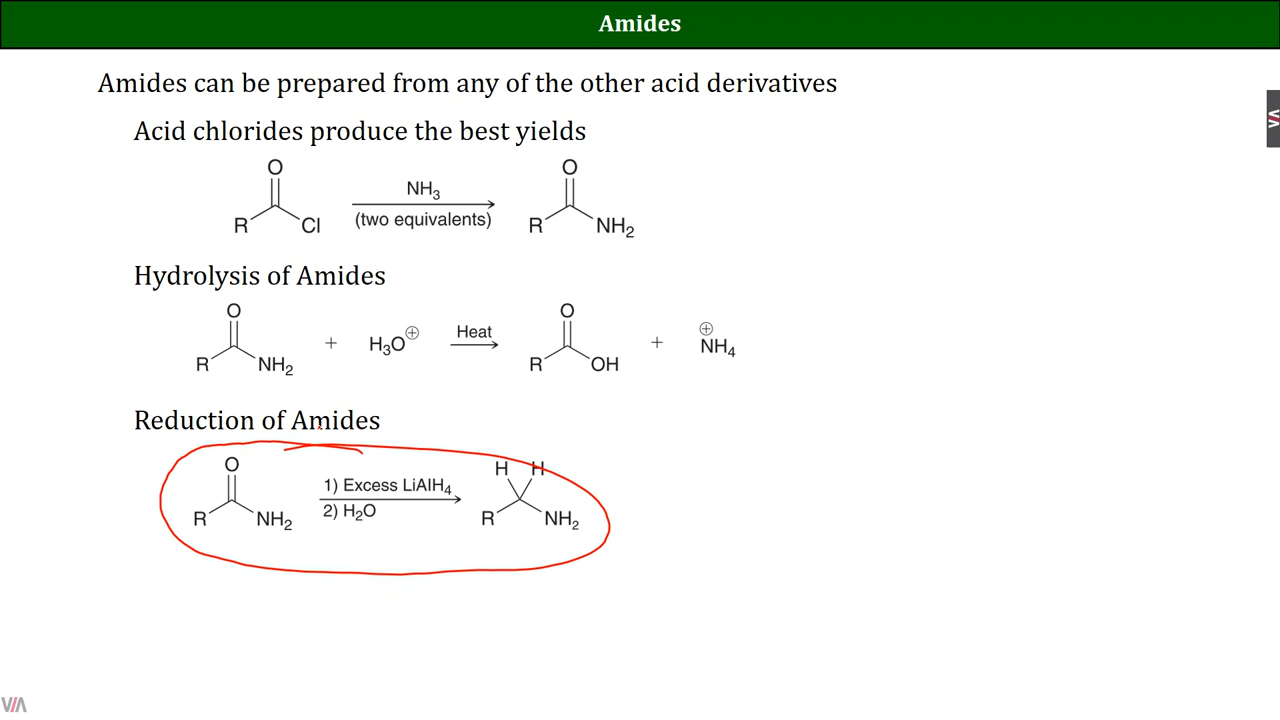 Amides
Amides can be prepared from any of the other acid derivatives
Acid chlorides produce the best yields
O
R
Cl
NH3
(two equivalents)
O
R
NH2
Hydrolysis of Amides
O
R
NH2
+
H3O⊕
Heat
O
R
OH
+
⊕
NH4
Reduction of Amides
O
R
NH2
1) Excess LiAlH4
2) H2O
H H
R
NH2
VIA